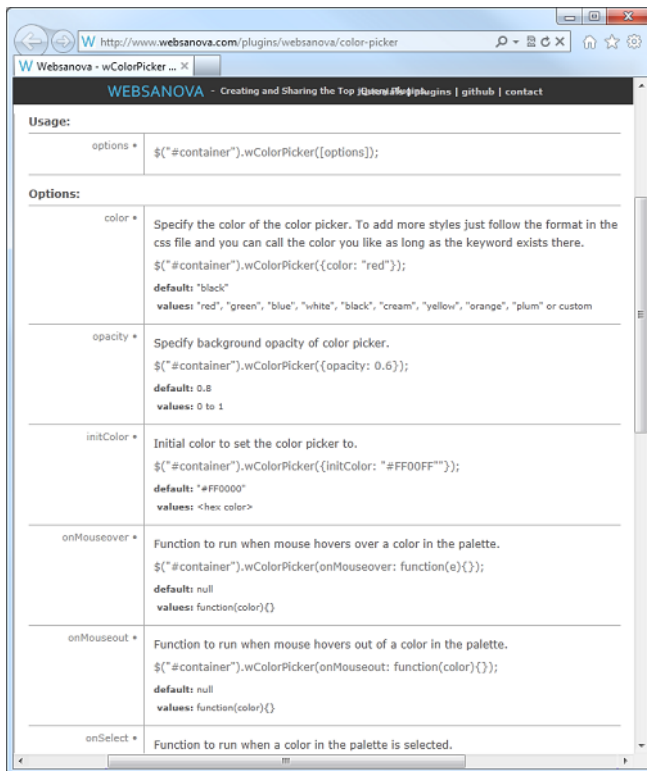 W http://www.websanova.com/plugins/websanova/color-picker
W Websanova - wColorPicker ...
WEBSANOVA - Creating and Sharing the Top plugins | github | contact
Usage:
options • $("#container").wColorPicker([options]);
Options:
color • Specify the color of the color picker. To add more styles just follow the format in the
css file and you can call the color you like as long as the keyword exists there.
$("#container").wColorPicker({color: "red"});
default: "black"
values: "red", "green", "blue", "white", "black", "cream", "yellow", "orange", "plum" or custom
opacity • Specify background opacity of color picker.
$("#container").wColorPicker({opacity: 0.6});
default: 0.8
values: 0 to 1
initColor • Initial color to set the color picker to.
$("#container").wColorPicker({initColor: "#FF00FF""});
default: "#FF0000"
values: <hex color>
onMouseover • Function to run when mouse hovers over a color in the palette.
$("#container").wColorPicker(onMouseover: function(e){});
default: null
values: function(color){}
onMouseout • Function to run when mouse hovers out of a color in the palette.
$("#container").wColorPicker(onMouseout: function(color){});
default: null
values: function(color){}
onSelect • Function to run when a color in the palette is selected.